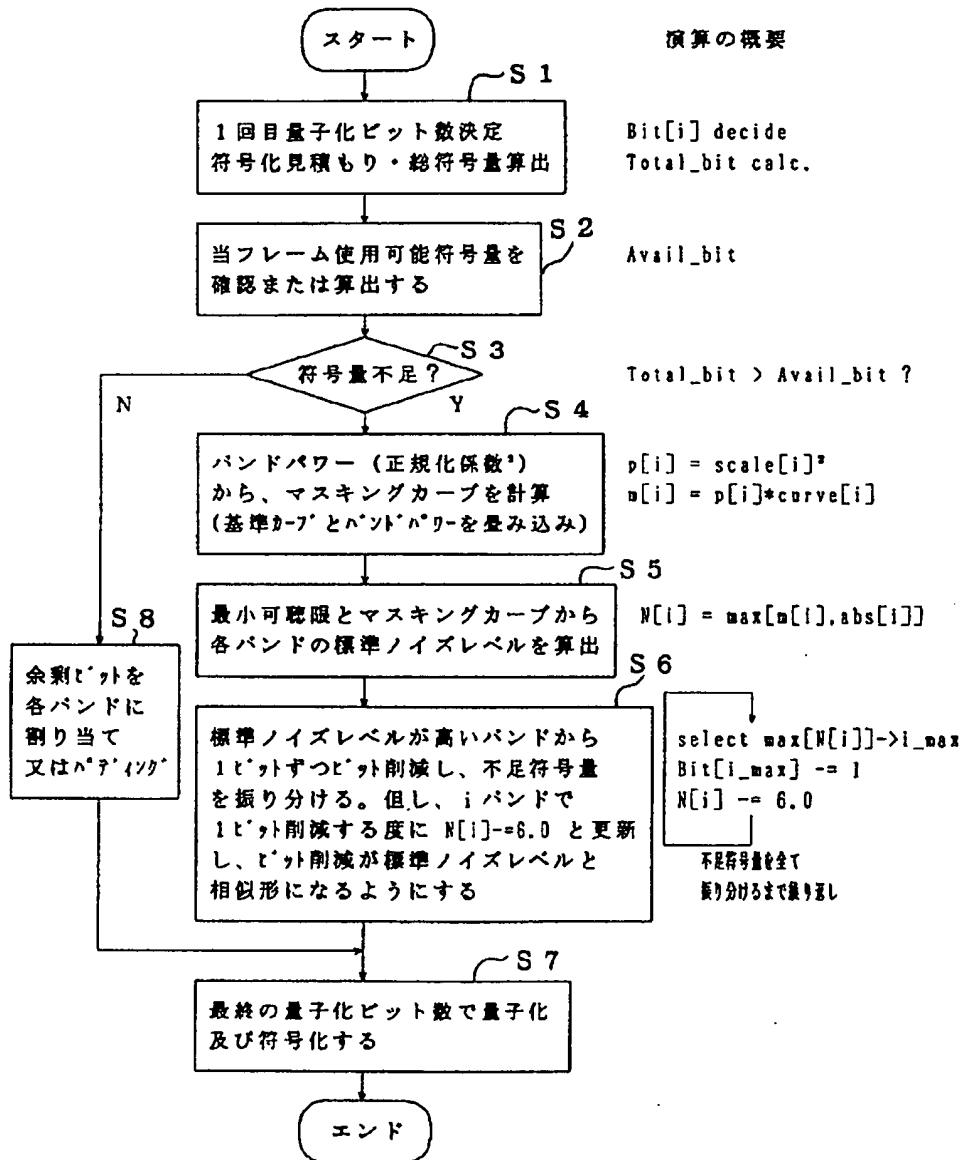 スタート
演算の概要
S 1
1回目量子化ビット数決定
符号化見積もり・総符号量算出
Bit[i] decide
Total_bit calc.
S 2
当フレーム使用可能符号量を
確認または算出する
Avail_bit
S 3
符号量不足?
Total_bit > Avail_bit ?
N
Y
S 4
バンドパワー(正規化係数²)
から、マスキングカーブを計算
(基準カーブとバンドパワーを畳み込み)
p[i] = scale[i]²
m[i] = p[i]*curve[i]
S 5
最小可聴限とマスキングカーブから
各バンドの標準ノイズレベルを算出
N[i] = max[m[i],abs[i]]
S 8
余剰ビットを
各バンドに
割り当て
又はパディング
S 6
標準ノイズレベルが高いバンドから
1ビットずつビット削減し、不足符号量
を振り分ける。但し、iバンドで
1ビット削減する度に N[i]-=6.0 と更新
し、ビット削減が標準ノイズレベルと
相似形になるようにする
select max[N[i]]->i_max
Bit[i_max] -= 1
N[i] -= 6.0
不足符号量を全て
振り分けるまで繰り返し
S 7
最終の量子化ビット数で量子化
及び符号化する
エンド